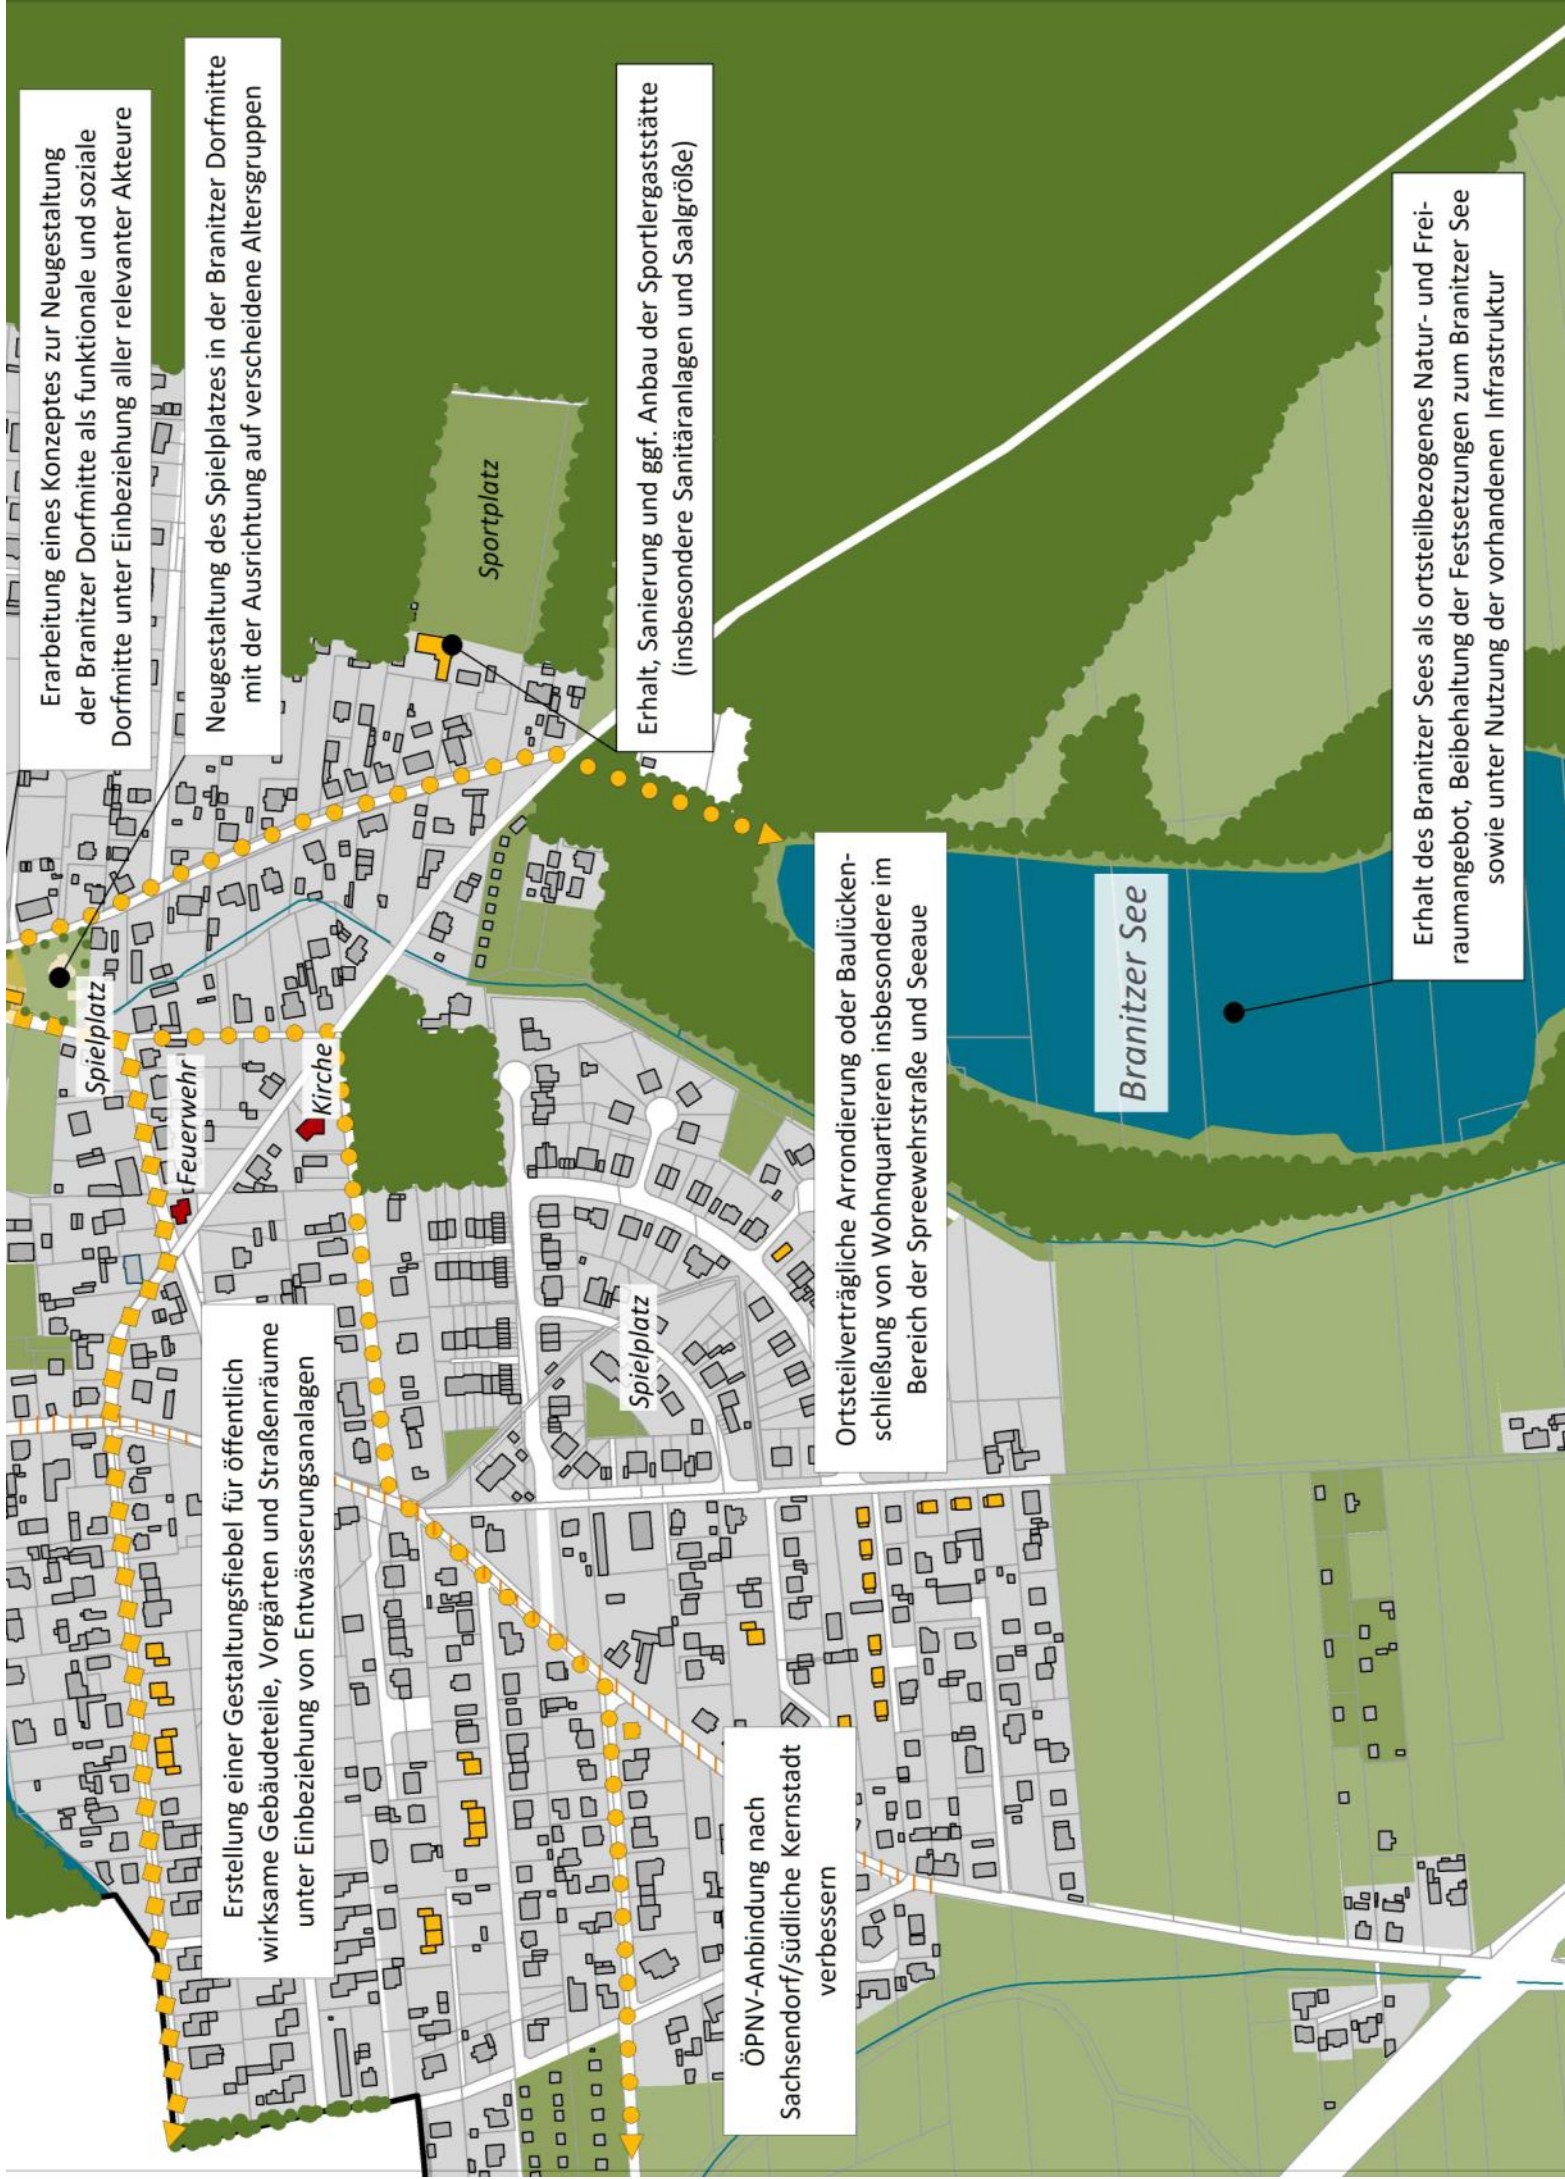 Erarbeitung eines Konzeptes zur Neugestaltung
der Branitzer Dorfmitte als funktionale und soziale
Dorfmitte unter Einbeziehung aller relevanter Akteure
Neugestaltung des Spielplatzes in der Branitzer Dorfmitte
mit der Ausrichtung auf verscheidene Altersgruppen
Spielplatz
Feuerwehr
Kirche
Sportplatz
Erhalt, Sanierung und ggf. Anbau der Sportlergaststätte
(insbesondere Sanitäranlagen und Saalgröße)
Erstellung einer Gestaltungsfiebel für öffentlich
wirksame Gebäudeteile, Vorgärten und Straßenräume
unter Einbeziehung von Entwässerungsanalagen
Spielplatz
Ortsteilverträgliche Arrondierung oder Baulücken-
schließung von Wohnquartieren insbesondere im
Bereich der Spreewehrstraße und Seeaue
ÖPNV-Anbindung nach
Sachsendorf/südliche Kernstadt
verbessern
Branitzer See
Erhalt des Branitzer Sees als ortsteilbezogenes Natur- und Frei-
raumangebot, Beibehaltung der Festsetzungen zum Branitzer See
sowie unter Nutzung der vorhandenen Infrastruktur